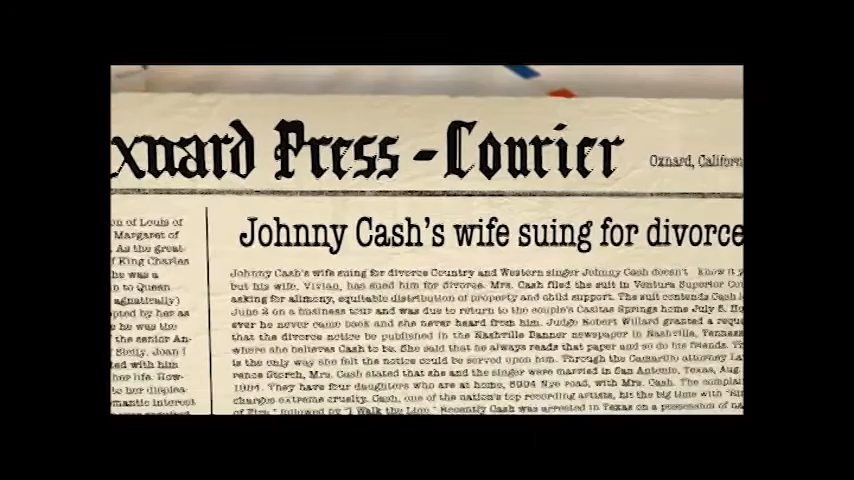 xnard Press-Courier
Oxnard, Californ
on of Louis of
Margaret of
. As the great-
f King Charles
he was a
n to Queen
agnatically)
pted by her as
e he was the
the senior An-
f Sicily. Joan I
ted with him
her life. How-
to her displea-
mantic interest
Johnny Cash's wife suing for divorce
Johnny Cash's wife suing for divorce Country and Western singer Johnny Cash doesn't know it y
but his wife, Vivian, has sued him for divorce. Mrs. Cash filed the suit in Ventura Superior Cou
asking for alimony, equitable distribution of property and child support. The suit contends Cash l
June 2 on a business tour and was due to return to the couple's Casitas Springs home July 5. Ho
ever he never came back and she never heard from him. Judge Robert Willard granted a reque
that the divorce notice be published in the Nashville Banner newspaper in Nashville, Tenness
where she believes Cash to be. She said that he always reads that paper and so do his friends. Th
is the only way she felt the notice could be served upon him. Through the Camarillo attorney La
rence Storch, Mrs. Cash stated that she and the singer were married in San Antonio, Texas, Aug.
1954. They have four daughters who are at home, 5904 Nye road, with Mrs. Cash. The complai
charges extreme cruelty. Cash, one of the nation's top recording artists, hit the big time with "Rin
of Fire," followed by "I Walk the Line." Recently Cash was arrested in Texas on a possession of na